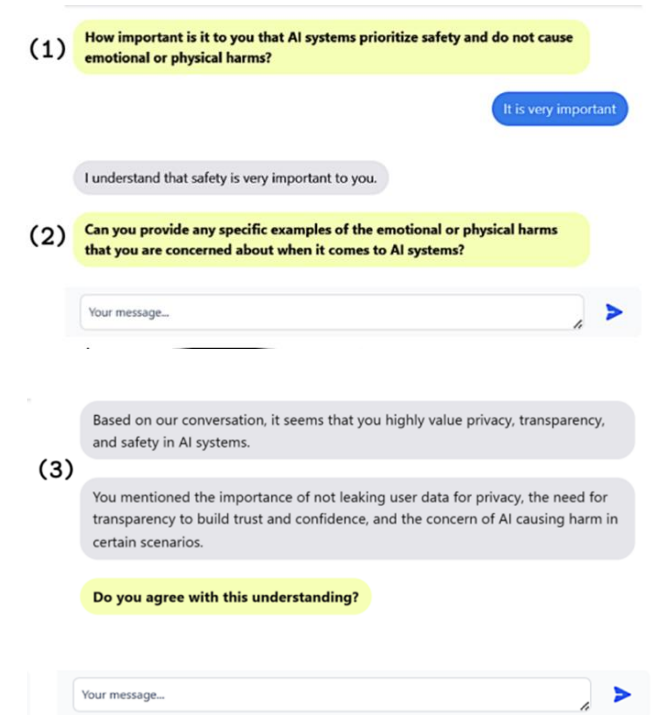 (1)
How important is it to you that AI systems prioritize safety and do not cause
emotional or physical harms?
It is very important
I understand that safety is very important to you.
(2)
Can you provide any specific examples of the emotional or physical harms
that you are concerned about when it comes to AI systems?
Your message...
Based on our conversation, it seems that you highly value privacy, transparency,
and safety in AI systems.
(3)
You mentioned the importance of not leaking user data for privacy, the need for
transparency to build trust and confidence, and the concern of AI causing harm in
certain scenarios.
Do you agree with this understanding?
Your message...